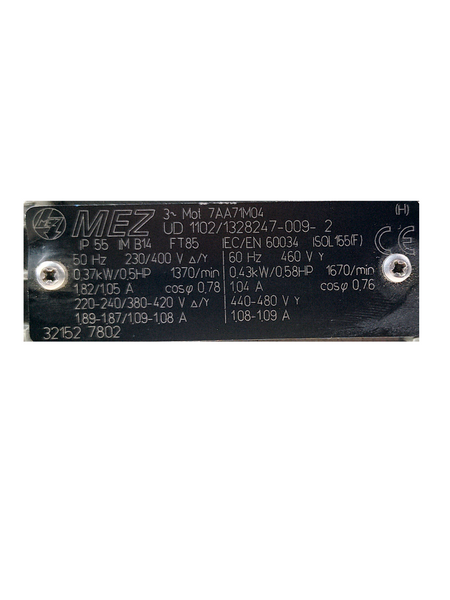 MEZ 3~ Mot 7AA71M04 (H)
UD 1102/1328247-009- 2
IP 55 IM B14 FT85 IEC/EN 60034 ISOL 155(F) CE
50 Hz 230/400 V Δ/Y 60 Hz 460 V Y
0,37kW/0,5HP 1370/min 0,43kW/0,58HP 1670/min
1.82/1.05 A cosφ 0,78 1.04 A cosφ 0,76
220-240/380-420 V Δ/Y 440-480 V Y
1.89-1.87/1.09-1.08 A 1.08-1.09 A
32152 7802